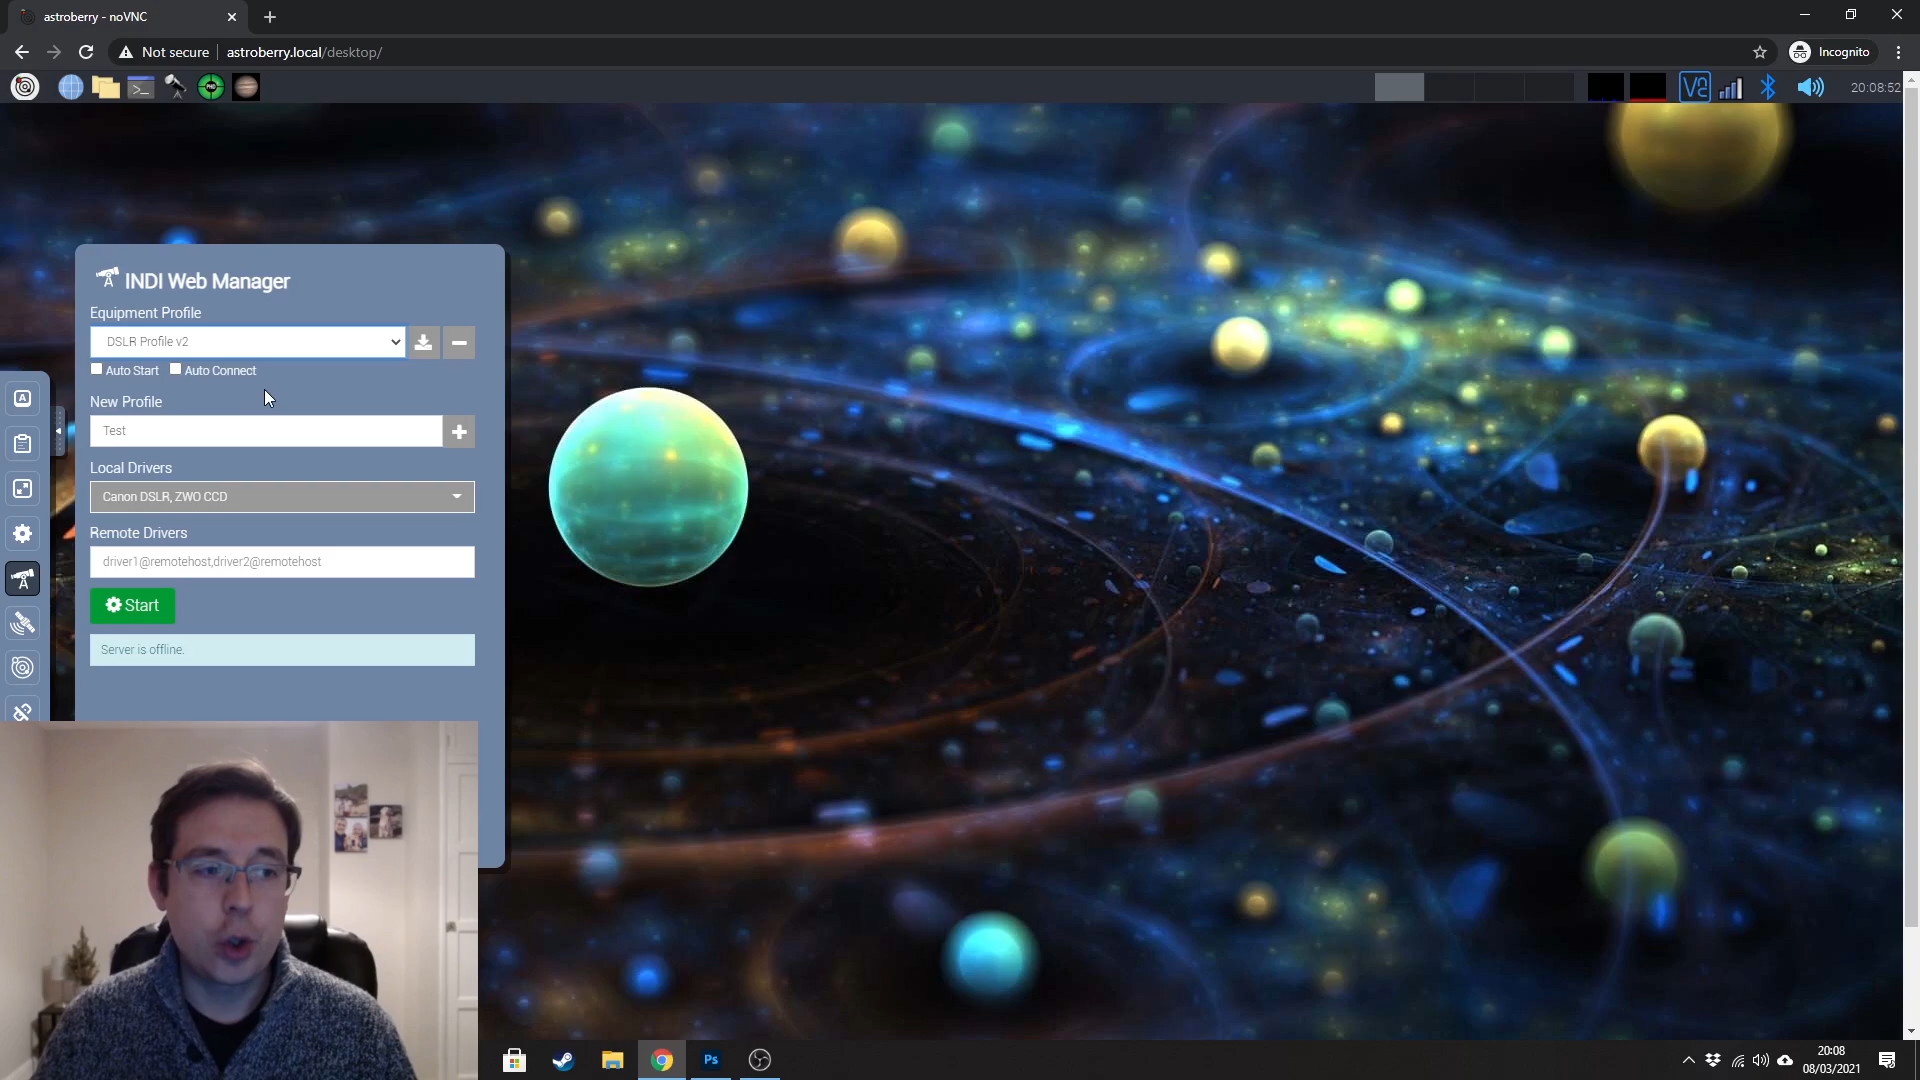 astroberry - noVNC
Not secure
astroberry.local/desktop/
Incognito
20:08:52
INDI Web Manager
Equipment Profile
DSLR Profile v2
Auto Start
Auto Connect
New Profile
Test
Local Drivers
Canon DSLR, ZWO CCD
Remote Drivers
driver1@remotehost,driver2@remotehost
Start
Server is offline.
Ps
20:08
08/03/2021